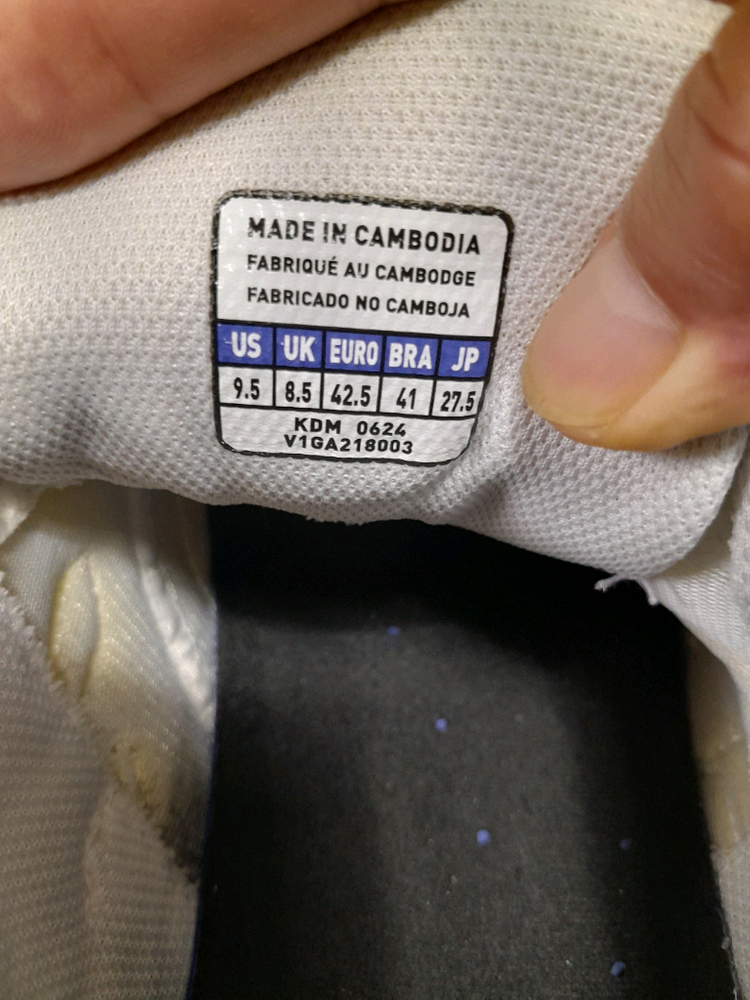 MADE IN CAMBODIA
FABRIQUÉ AU CAMBODGE
FABRICADO NO CAMBOJA
US UK EURO BRA JP
9.5 8.5 42.5 41 27.5
KDM 0624
V1GA218003